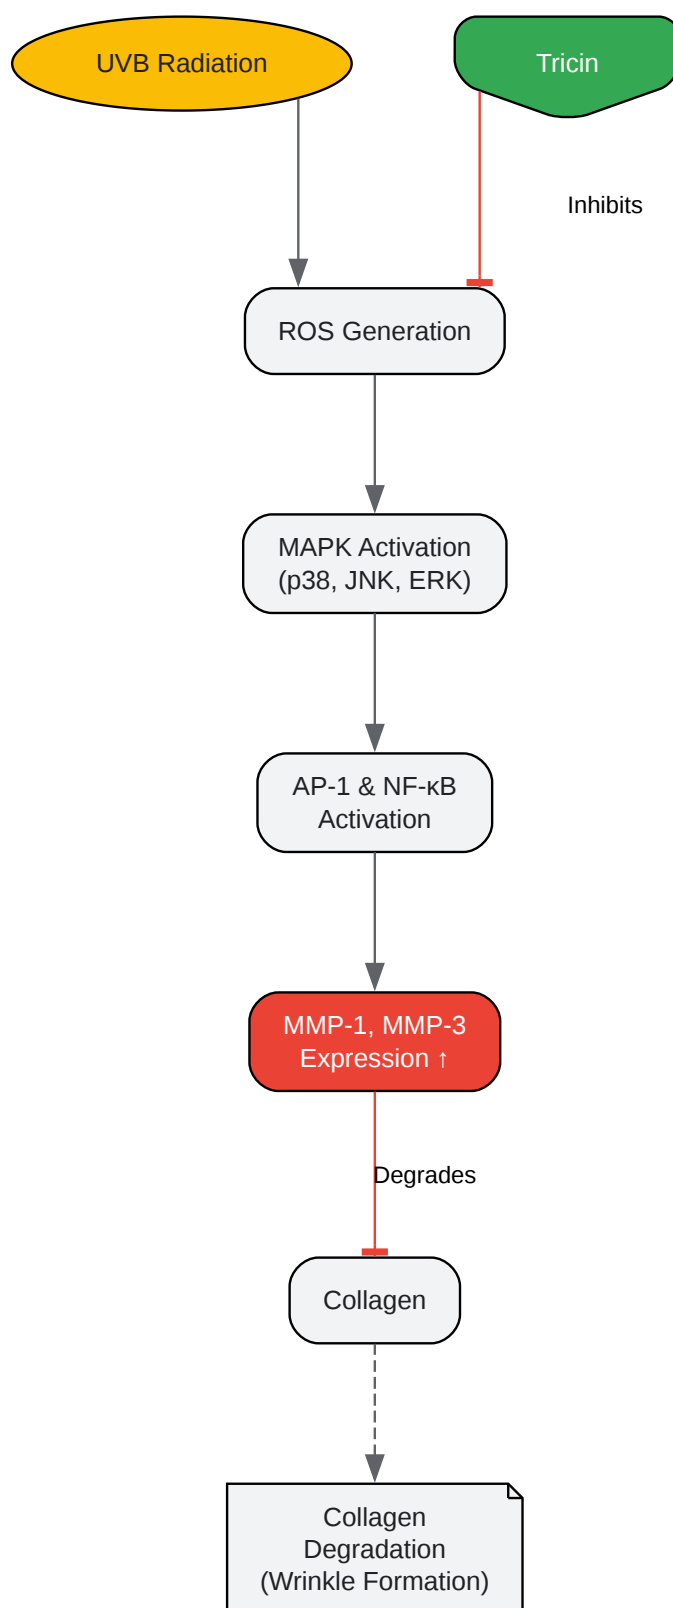 UVB Radiation
Tricin
Inhibits
ROS Generation
MAPK Activation
(p38, JNK, ERK)
AP-1 & NF-κB
Activation
MMP-1, MMP-3
Expression ↑
Degrades
Collagen
Collagen
Degradation
(Wrinkle Formation)